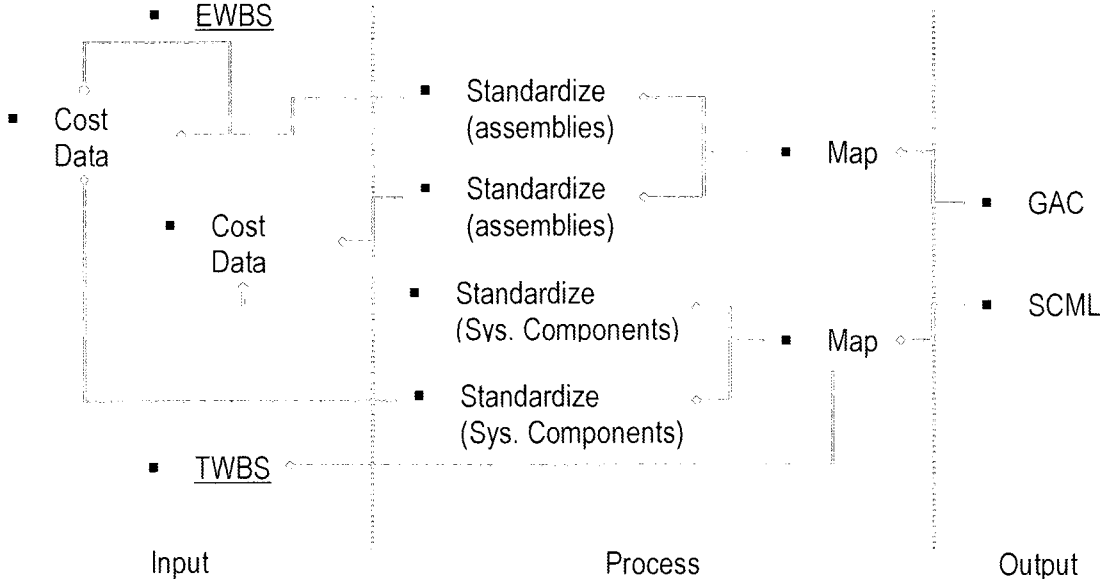 EWBS
Cost
Data
Cost
Data
TWBS
Input
Standardize
(assemblies)
Standardize
(assemblies)
Standardize
(Sys. Components)
Standardize
(Sys. Components)
Map
Map
Process
GAC
SCML
Output